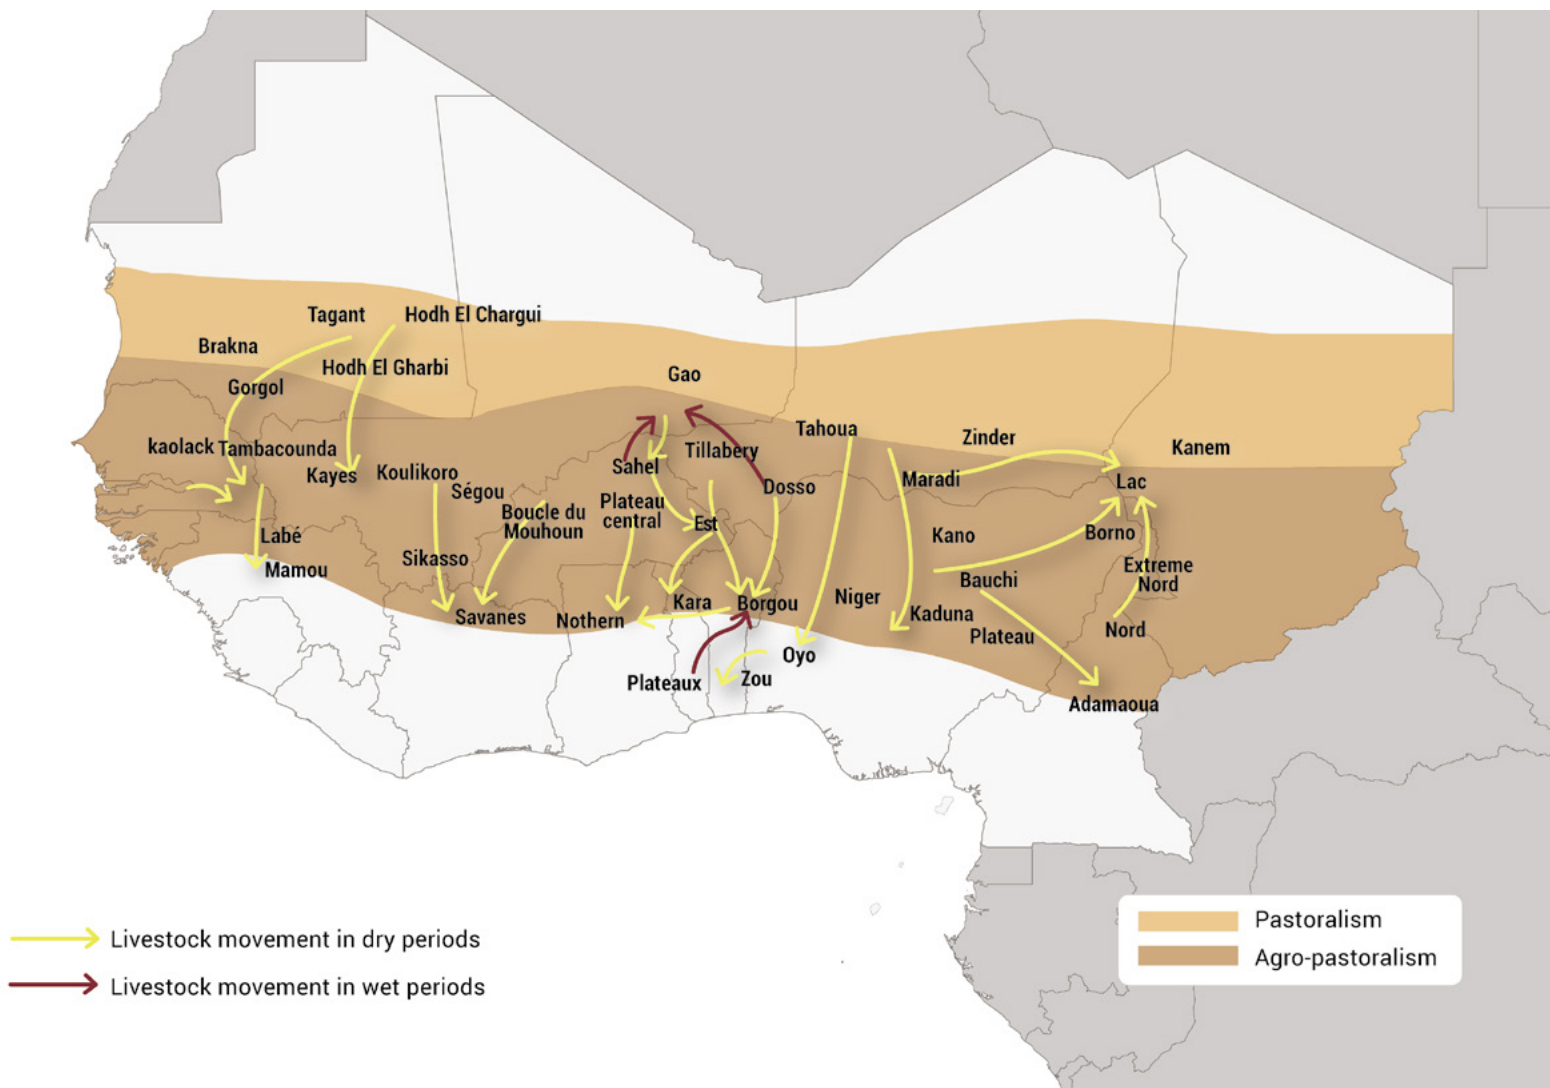 Tagant
Hodh El Chargui
Brakna
Hodh El Gharbi
Gao
Gorgol
Tahoua
Zinder
kaolack
Tambacounda
Tillabery
Kanem
Sahel
Kayes
Koulikoro
Maradi
Lac
Ségou
Dosso
Boucle du
Mouhoun
Plateau
central
Est
Labé
Kano
Borno
Sikasso
Mamou
Extreme
Nord
Bauchi
Niger
Kara
Borgou
Savanes
Nothern
Kaduna
Nord
Plateau
Oyo
Plateaux
Zou
Adamaoua
Livestock movement in dry periods
Livestock movement in wet periods
Pastoralism
Agro-pastoralism